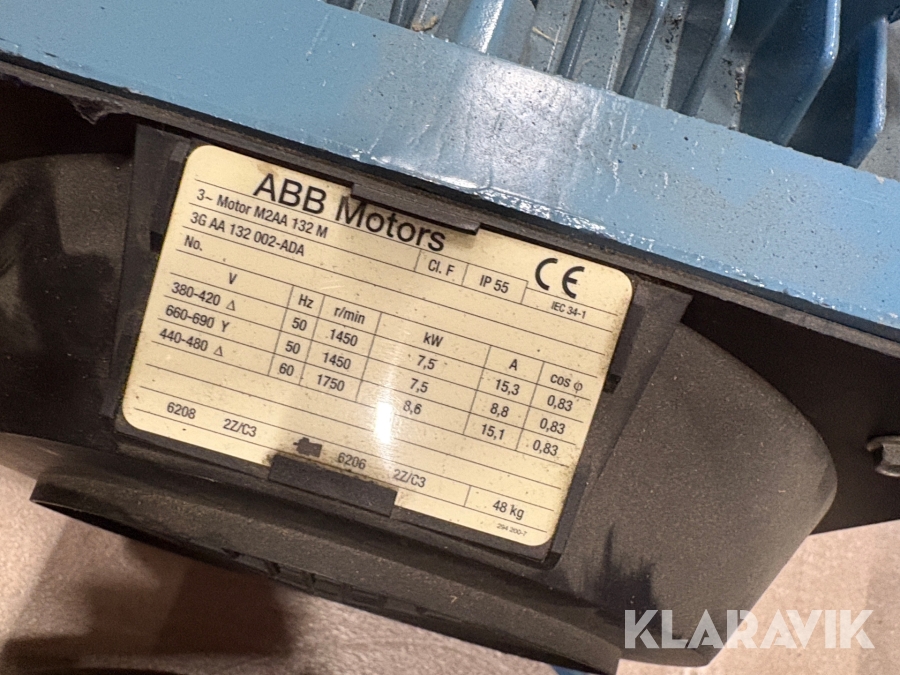 ABB Motors
3~ Motor M2AA 132 M
3G AA 132 002-ADA
Cl. F IP 55 CE
IEC 34-1
No.
V Hz r/min kW A cos φ
380-420 Δ 50 1450 7,5 15,3 0,83
660-690 Y 50 1450 7,5 8,8 0,83
440-480 Δ 60 1750 8,6 15,1 0,83
6208 2Z/C3 6206 2Z/C3 48 kg
294 200-7
KLARAVIK